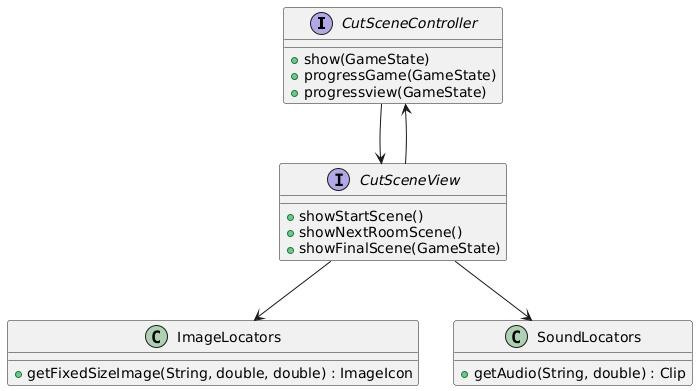 I CutSceneController
show(GameState)
progressGame(GameState)
progressview(GameState)
I CutSceneView
showStartScene()
showNextRoomScene()
showFinalScene(GameState)
C ImageLocators
getFixedSizeImage(String, double, double) : ImageIcon
C SoundLocators
getAudio(String, double) : Clip